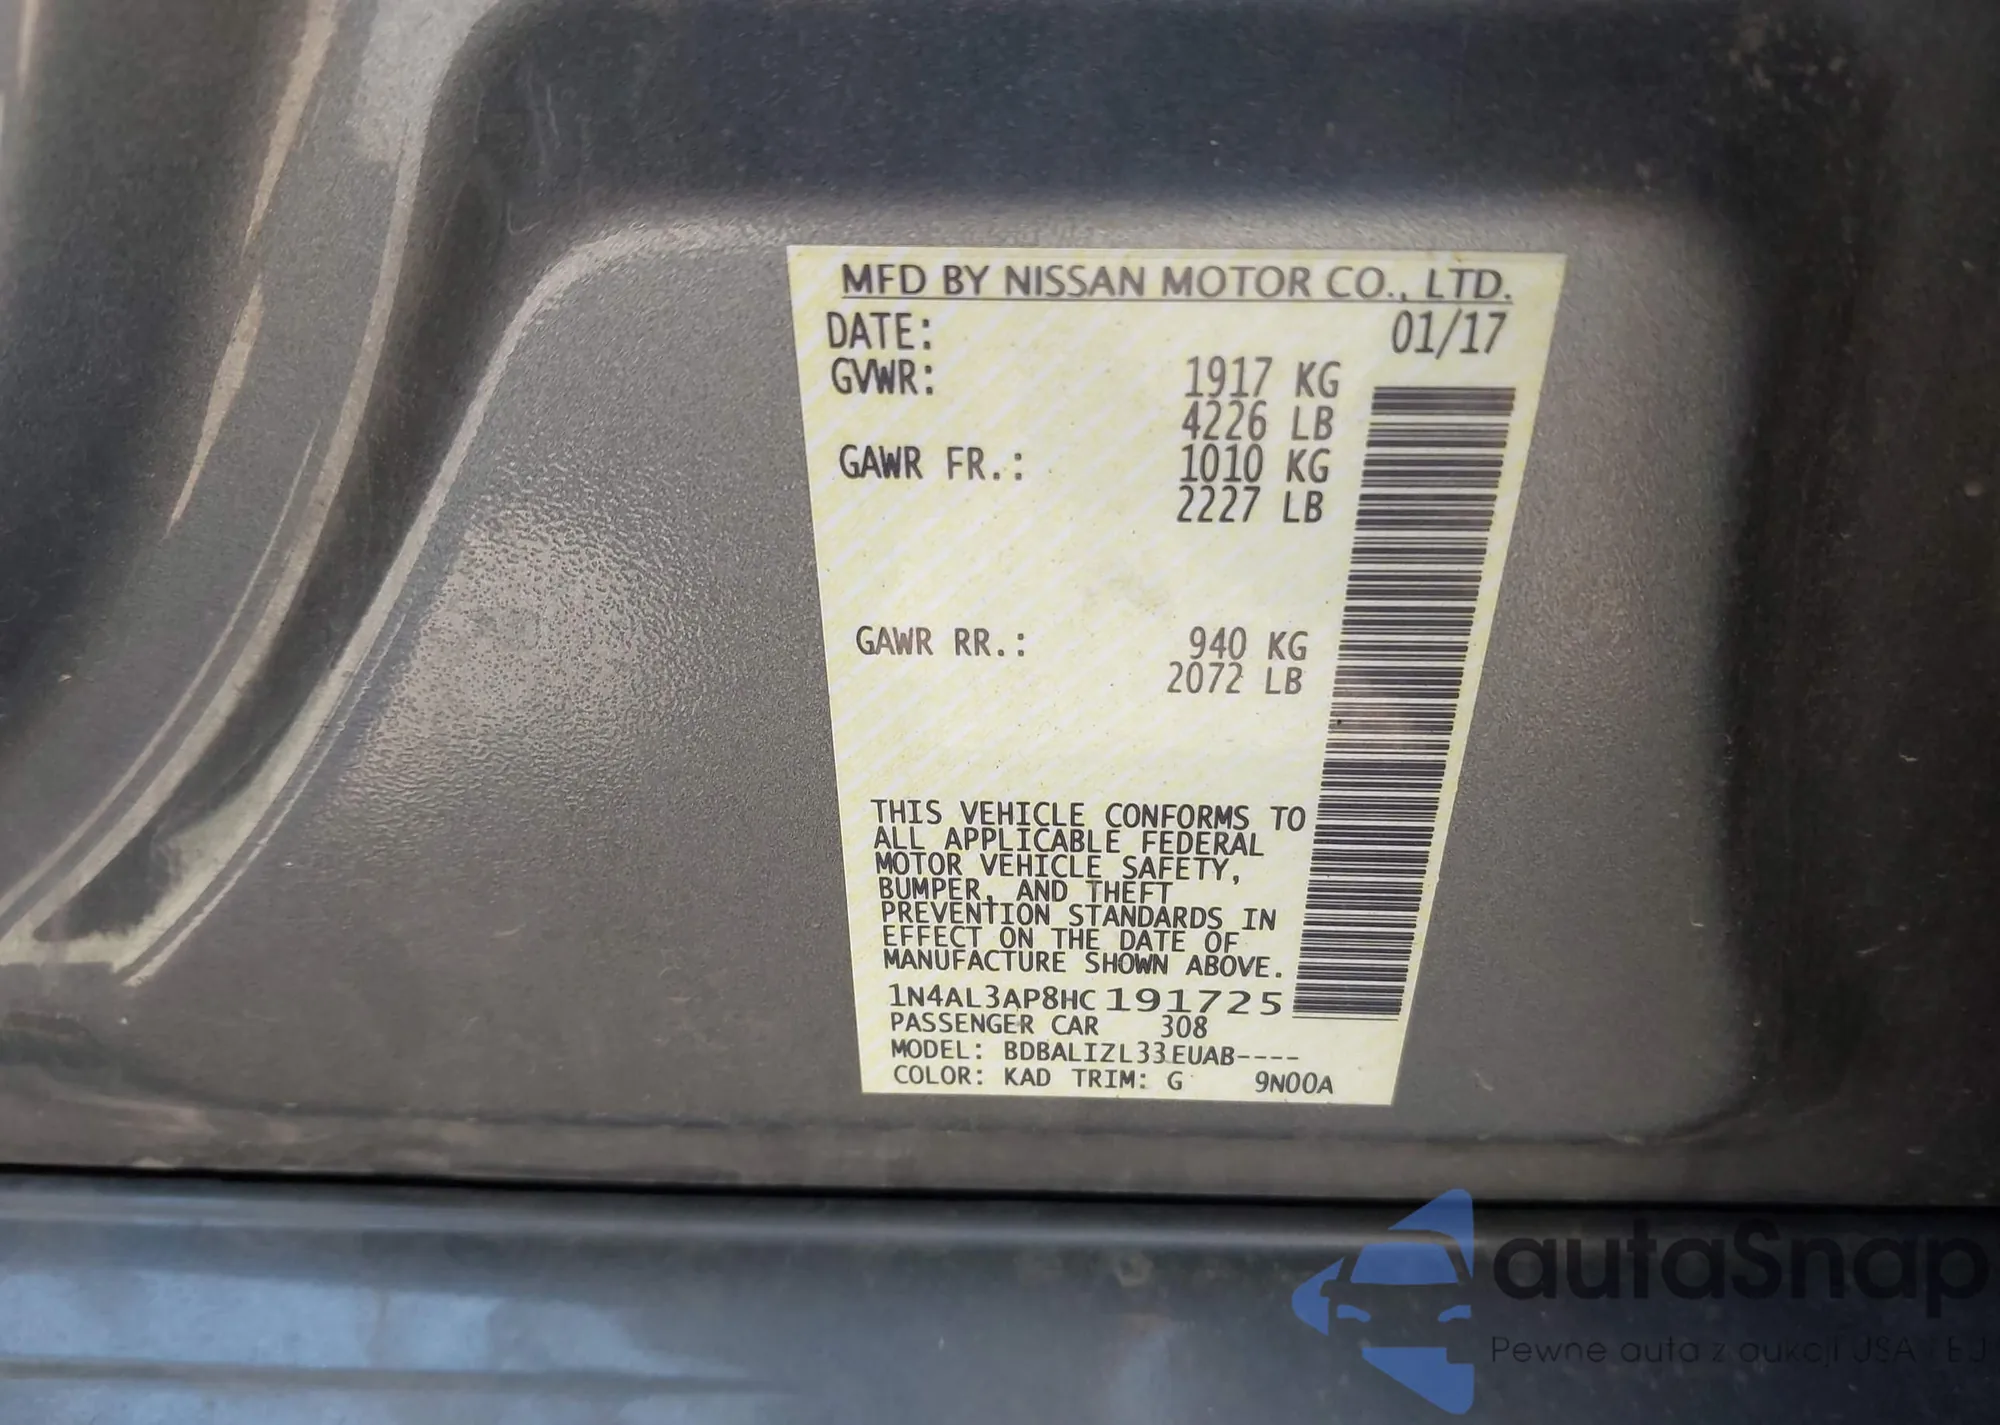 MFD BY NISSAN MOTOR CO., LTD.
DATE: 01/17
GVWR: 1917 KG
4226 LB
GAWR FR.: 1010 KG
2227 LB
GAWR RR.: 940 KG
2072 LB
THIS VEHICLE CONFORMS TO
ALL APPLICABLE FEDERAL
MOTOR VEHICLE SAFETY,
BUMPER, AND THEFT
PREVENTION STANDARDS IN
EFFECT ON THE DATE OF
MANUFACTURE SHOWN ABOVE.
1N4AL3AP8HC191725
PASSENGER CAR 308
MODEL: BDBALIZL33EUAB----
COLOR: KAD TRIM: G 9N00A
autaSnap
Pewne auta z aukcji USA i EU